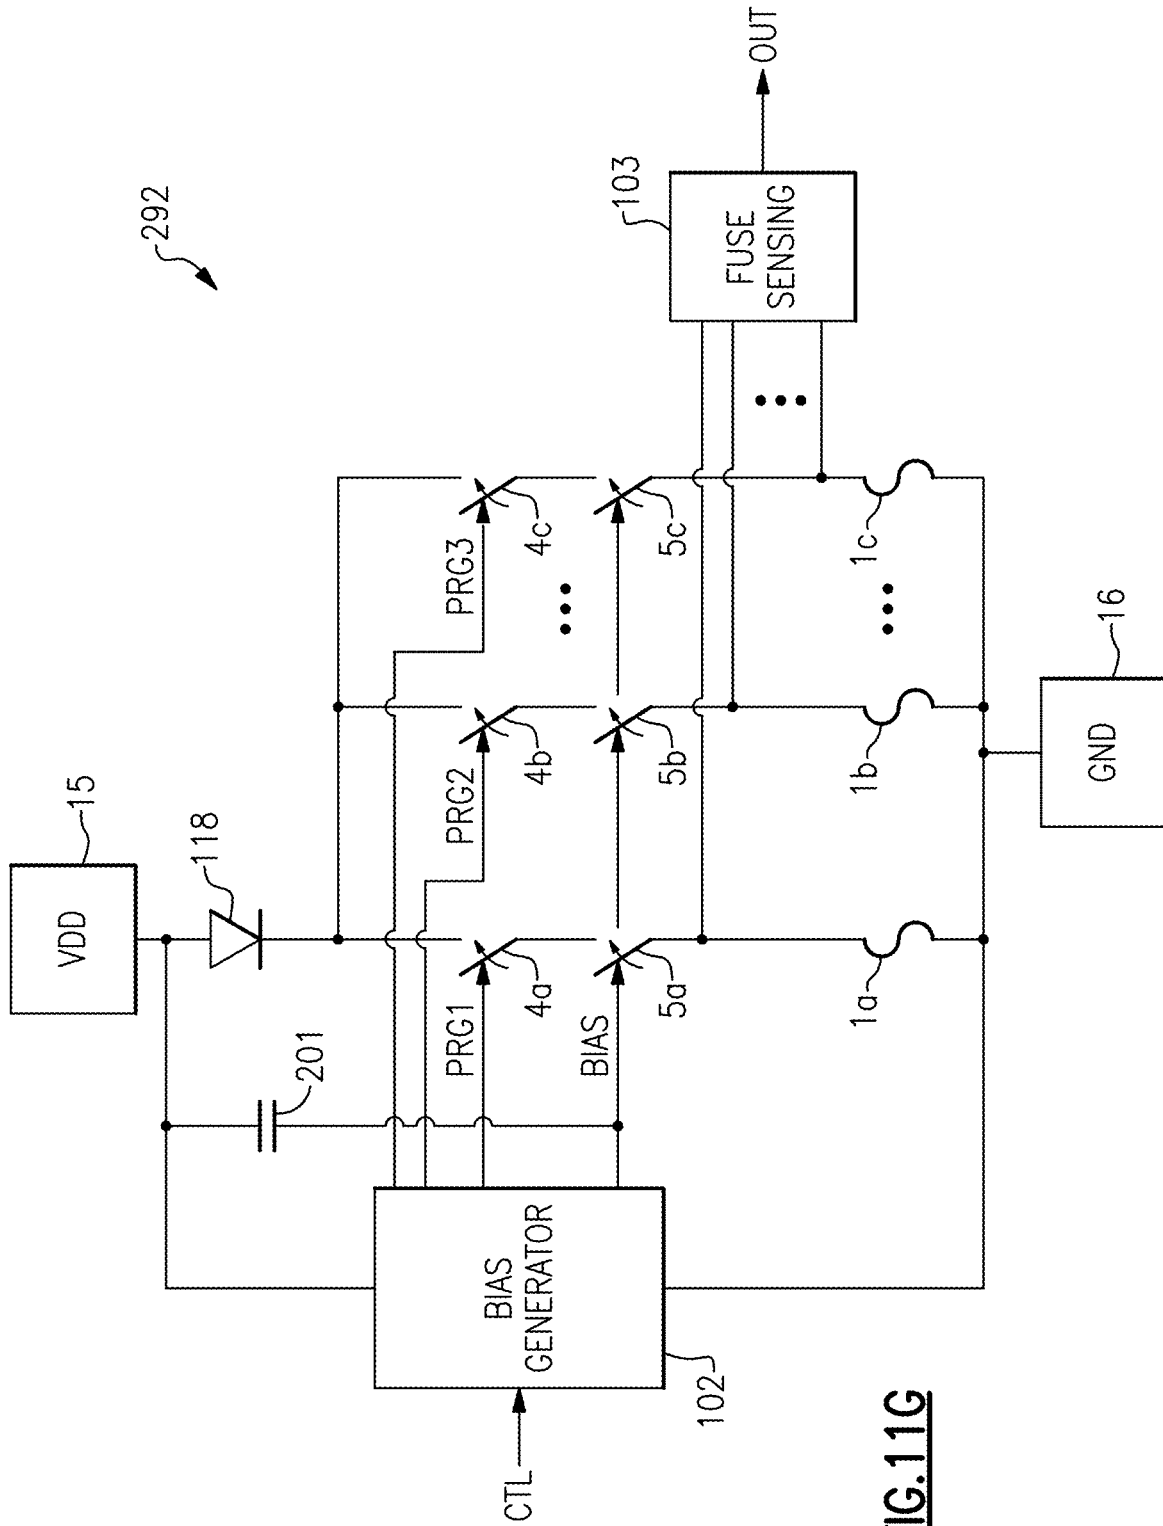 292
VDD
15
118
201
PRG1
PRG2
PRG3
4a
4b
4c
BIAS
5a
5b
5c
CTL
BIAS
GENERATOR
102
FUSE
SENSING
103
OUT
1a
1b
1c
GND
16
FIG.11G